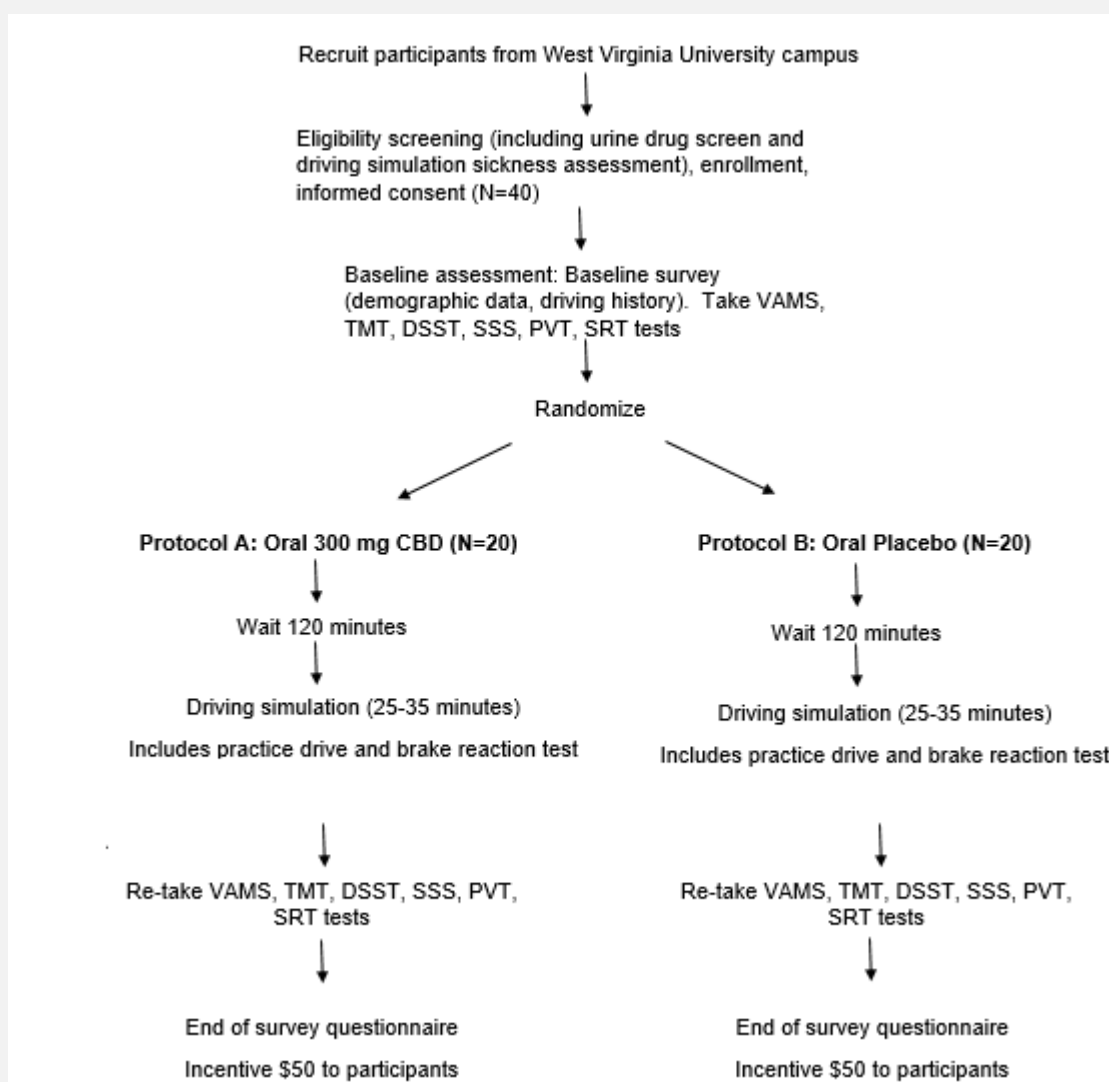 Recruit participants from West Virginia University campus
Eligibility screening (including urine drug screen and
driving simulation sickness assessment), enrollment,
informed consent (N=40)
Baseline assessment: Baseline survey
(demographic data, driving history).  Take VAMS,
TMT, DSST, SSS, PVT, SRT tests
Randomize
Protocol A: Oral 300 mg CBD (N=20)
Wait 120 minutes
Driving simulation (25-35 minutes)
Includes practice drive and brake reaction test
Re-take VAMS, TMT, DSST, SSS, PVT,
SRT tests
End of survey questionnaire
Incentive $50 to participants
Protocol B: Oral Placebo (N=20)
Wait 120 minutes
Driving simulation (25-35 minutes)
Includes practice drive and brake reaction test
Re-take VAMS, TMT, DSST, SSS, PVT,
SRT tests
End of survey questionnaire
Incentive $50 to participants